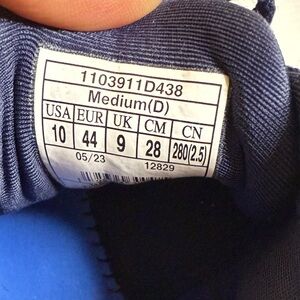 1103911D438
Medium(D)
USA EUR UK CM CN
10 44 9 28 280(2.5)
05/23 12829